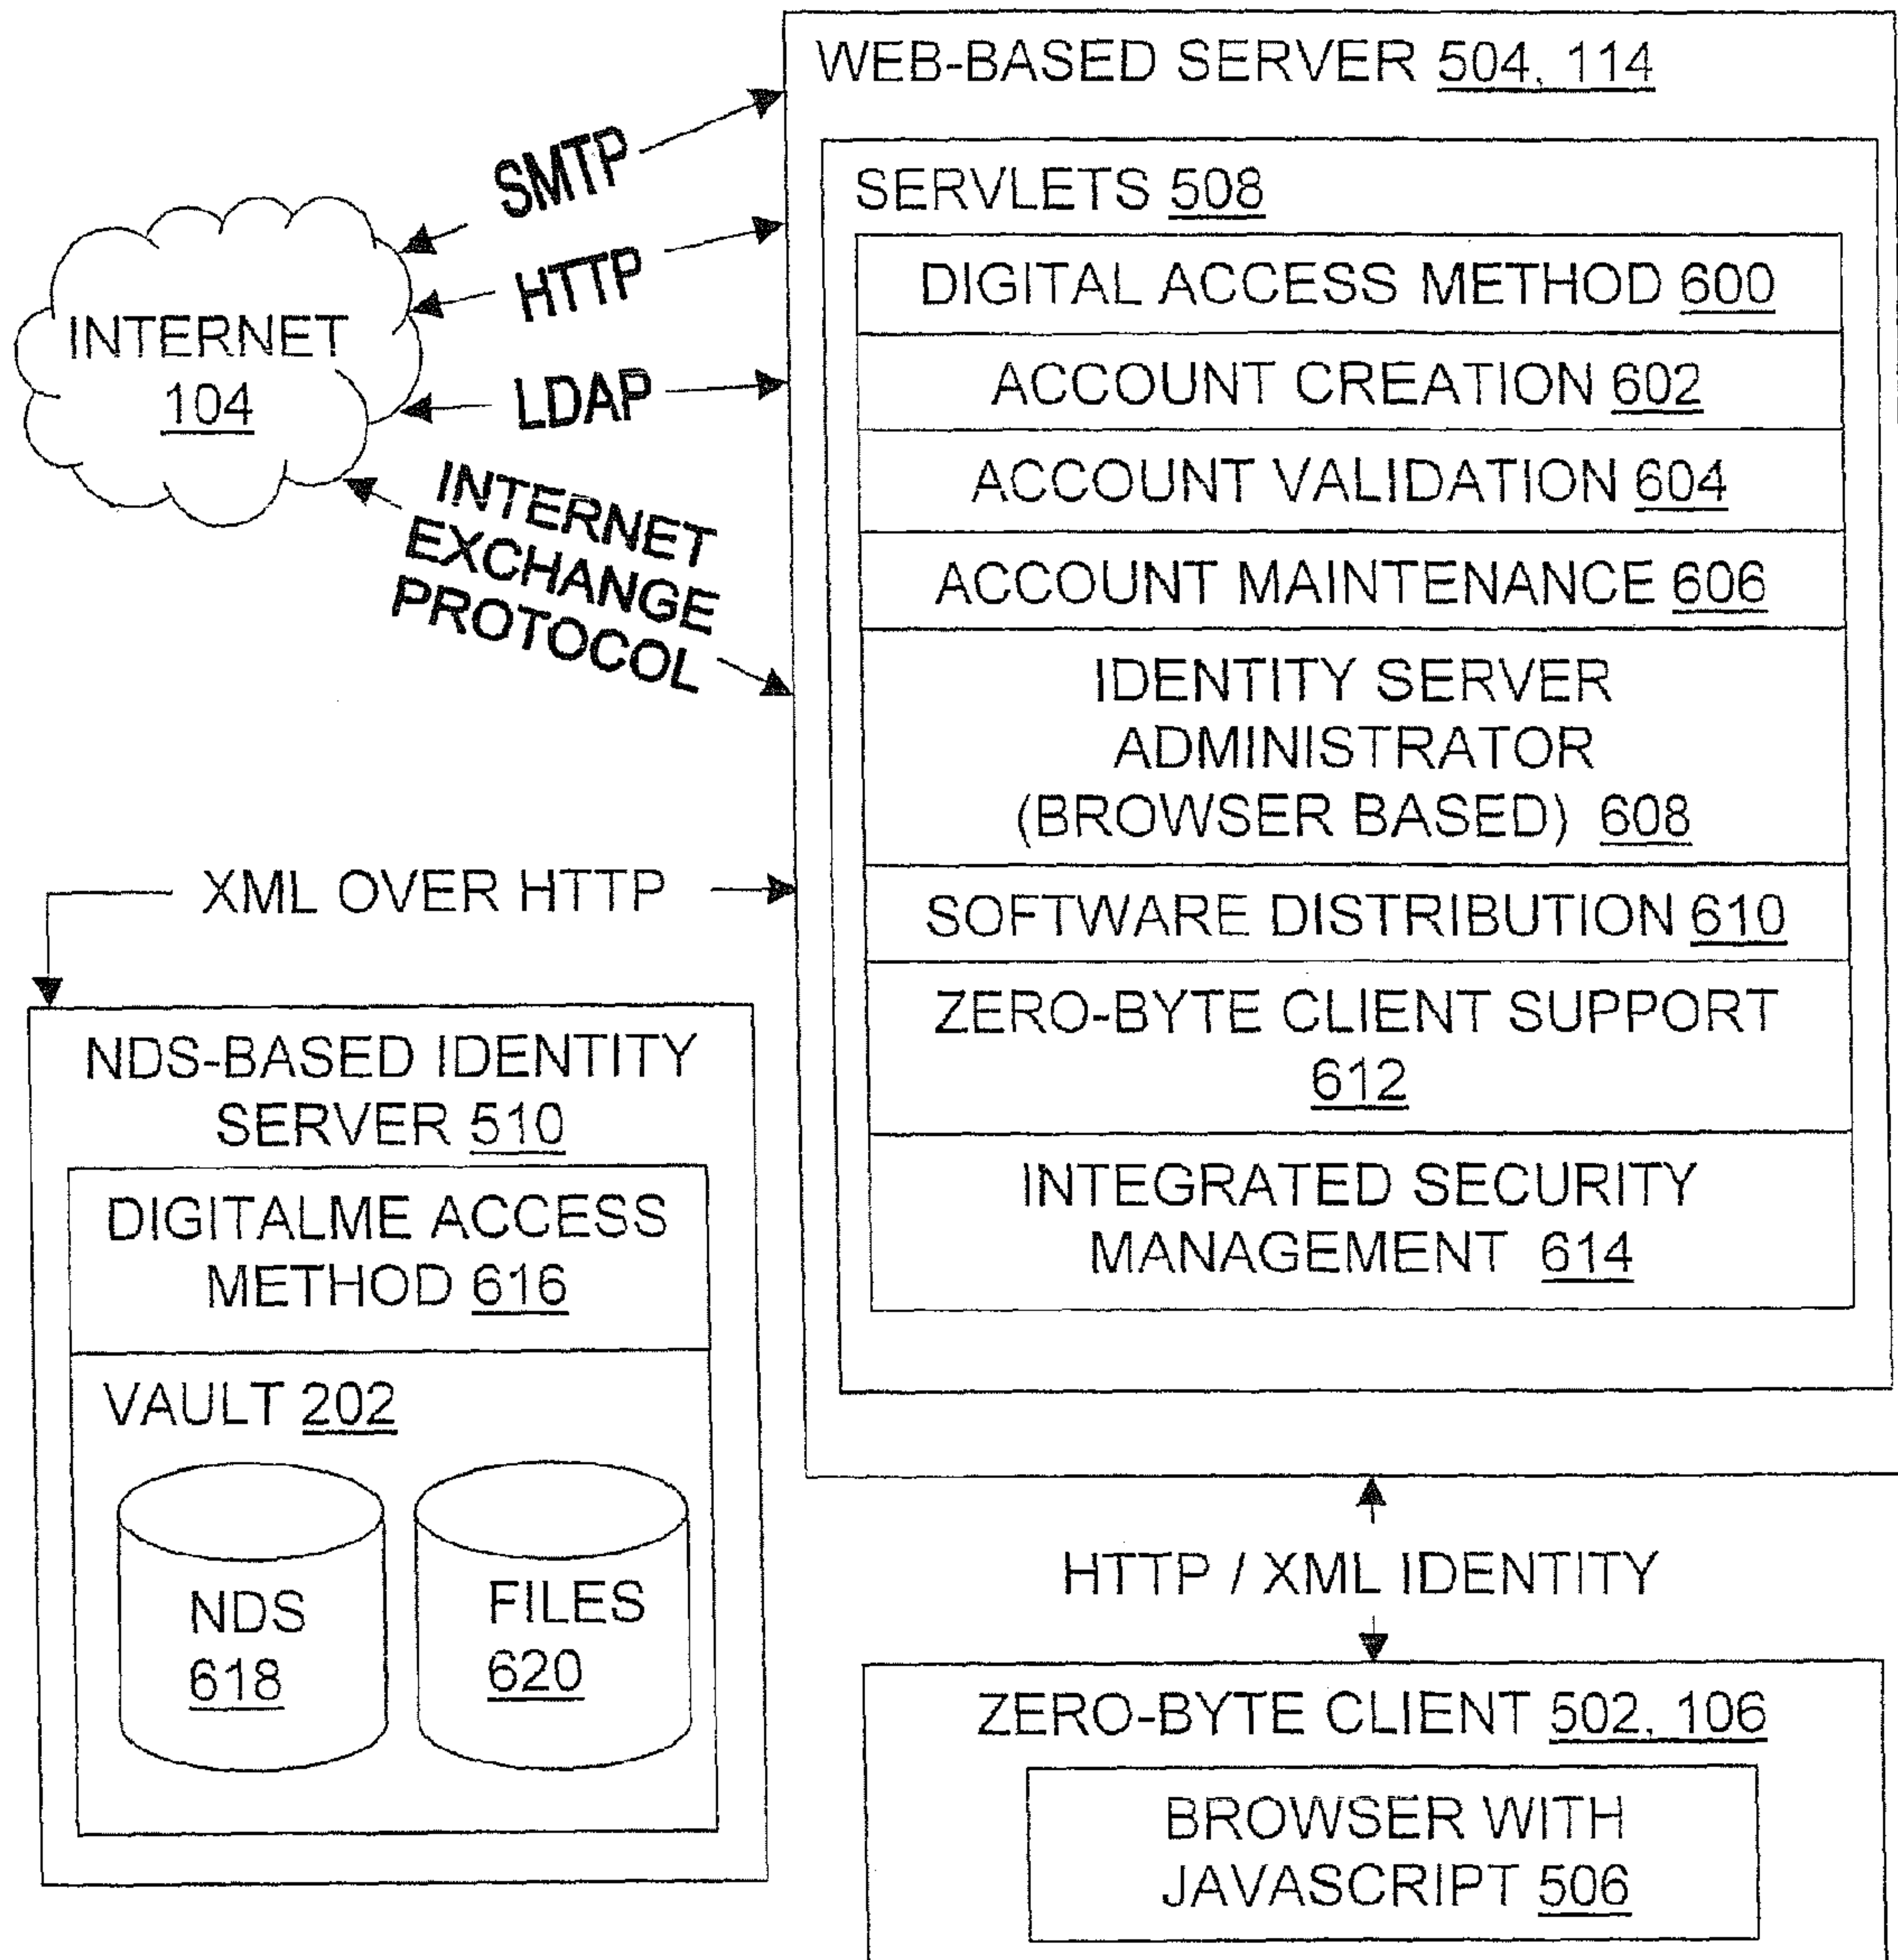 WEB-BASED SERVER 504, 114
SERVLETS 508
DIGITAL ACCESS METHOD 600
ACCOUNT CREATION 602
ACCOUNT VALIDATION 604
ACCOUNT MAINTENANCE 606
IDENTITY SERVER
ADMINISTRATOR
(BROWSER BASED) 608
SOFTWARE DISTRIBUTION 610
ZERO-BYTE CLIENT SUPPORT
612
INTEGRATED SECURITY
MANAGEMENT 614
SMTP
HTTP
LDAP
INTERNET
EXCHANGE
PROTOCOL
INTERNET
104
XML OVER HTTP
NDS-BASED IDENTITY
SERVER 510
DIGITALME ACCESS
METHOD 616
VAULT 202
NDS
618
FILES
620
HTTP / XML IDENTITY
ZERO-BYTE CLIENT 502, 106
BROWSER WITH
JAVASCRIPT 506